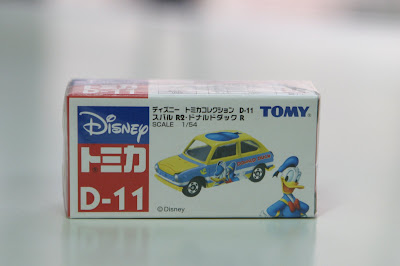 Disney
トミカ
D-11
ディズニー トミカコレクション D-11
スバル R2・ドナルドダック R
SCALE 1/54
TOMY
©Disney